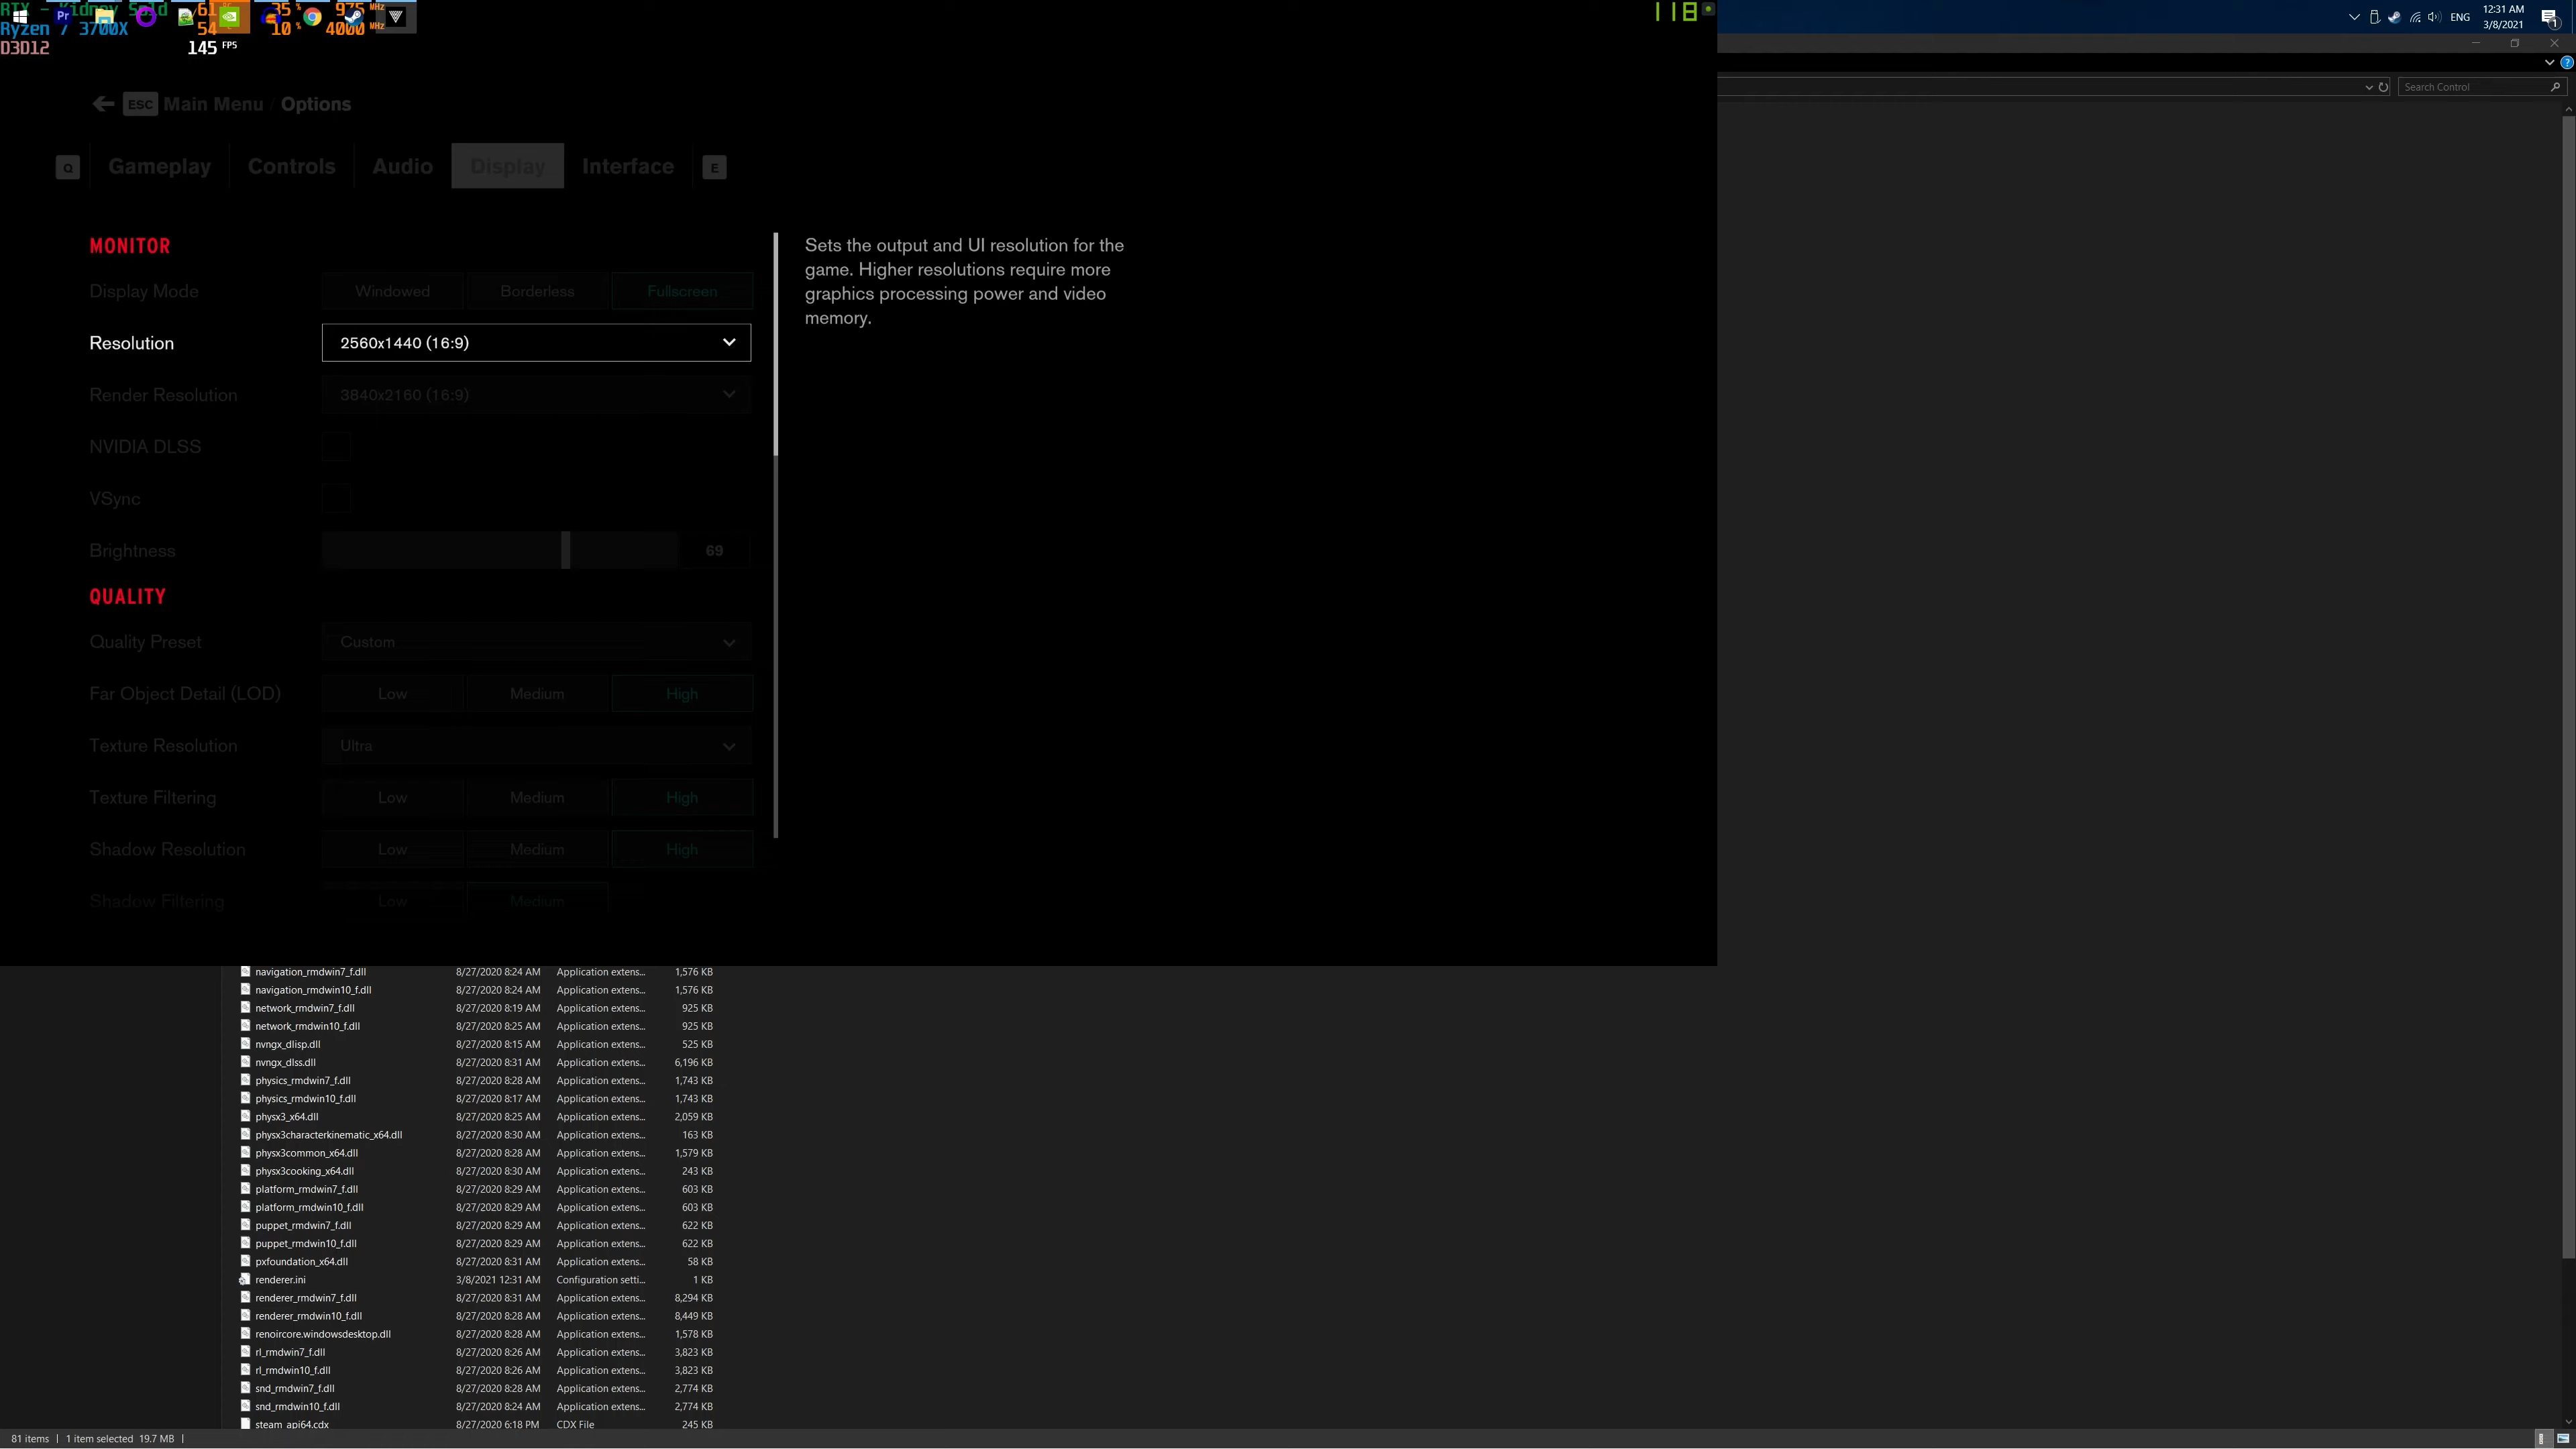 RTX - Kidney Sold 61 °C 35 % 975 MHz
Ryzen 7 3700X 54 10 % 4000 MHz
D3D12 145 FPS
Pr
118
ENG
12:31 AM
3/8/2021
1
?
Search Control
ESC Main Menu / Options
Q Gameplay Controls Audio Display Interface E
MONITOR
Display Mode Windowed Borderless Fullscreen
Resolution 2560x1440 (16:9)
Render Resolution 3840x2160 (16:9)
NVIDIA DLSS
VSync
Brightness 69
Sets the output and UI resolution for the
game. Higher resolutions require more
graphics processing power and video
memory.
QUALITY
Quality Preset Custom
Far Object Detail (LOD) Low Medium High
Texture Resolution Ultra
Texture Filtering Low Medium High
Shadow Resolution Low Medium High
Shadow Filtering Low Medium
navigation_rmdwin7_f.dll 8/27/2020 8:24 AM Application extens... 1,576 KB
navigation_rmdwin10_f.dll 8/27/2020 8:24 AM Application extens... 1,576 KB
network_rmdwin7_f.dll 8/27/2020 8:19 AM Application extens... 925 KB
network_rmdwin10_f.dll 8/27/2020 8:25 AM Application extens... 925 KB
nvngx_dlisp.dll 8/27/2020 8:15 AM Application extens... 525 KB
nvngx_dlss.dll 8/27/2020 8:31 AM Application extens... 6,196 KB
physics_rmdwin7_f.dll 8/27/2020 8:28 AM Application extens... 1,743 KB
physics_rmdwin10_f.dll 8/27/2020 8:17 AM Application extens... 1,743 KB
physx3_x64.dll 8/27/2020 8:25 AM Application extens... 2,059 KB
physx3characterkinematic_x64.dll 8/27/2020 8:30 AM Application extens... 163 KB
physx3common_x64.dll 8/27/2020 8:28 AM Application extens... 1,579 KB
physx3cooking_x64.dll 8/27/2020 8:30 AM Application extens... 243 KB
platform_rmdwin7_f.dll 8/27/2020 8:29 AM Application extens... 603 KB
platform_rmdwin10_f.dll 8/27/2020 8:29 AM Application extens... 603 KB
puppet_rmdwin7_f.dll 8/27/2020 8:29 AM Application extens... 622 KB
puppet_rmdwin10_f.dll 8/27/2020 8:29 AM Application extens... 622 KB
pxfoundation_x64.dll 8/27/2020 8:31 AM Application extens... 58 KB
renderer.ini 3/8/2021 12:31 AM Configuration setti... 1 KB
renderer_rmdwin7_f.dll 8/27/2020 8:31 AM Application extens... 8,294 KB
renderer_rmdwin10_f.dll 8/27/2020 8:28 AM Application extens... 8,449 KB
renoircore.windowsdesktop.dll 8/27/2020 8:28 AM Application extens... 1,578 KB
rl_rmdwin7_f.dll 8/27/2020 8:26 AM Application extens... 3,823 KB
rl_rmdwin10_f.dll 8/27/2020 8:26 AM Application extens... 3,823 KB
snd_rmdwin7_f.dll 8/27/2020 8:28 AM Application extens... 2,774 KB
snd_rmdwin10_f.dll 8/27/2020 8:24 AM Application extens... 2,774 KB
steam_api64.cdx 8/27/2020 6:18 PM CDX File 245 KB
81 items 1 item selected 19.7 MB